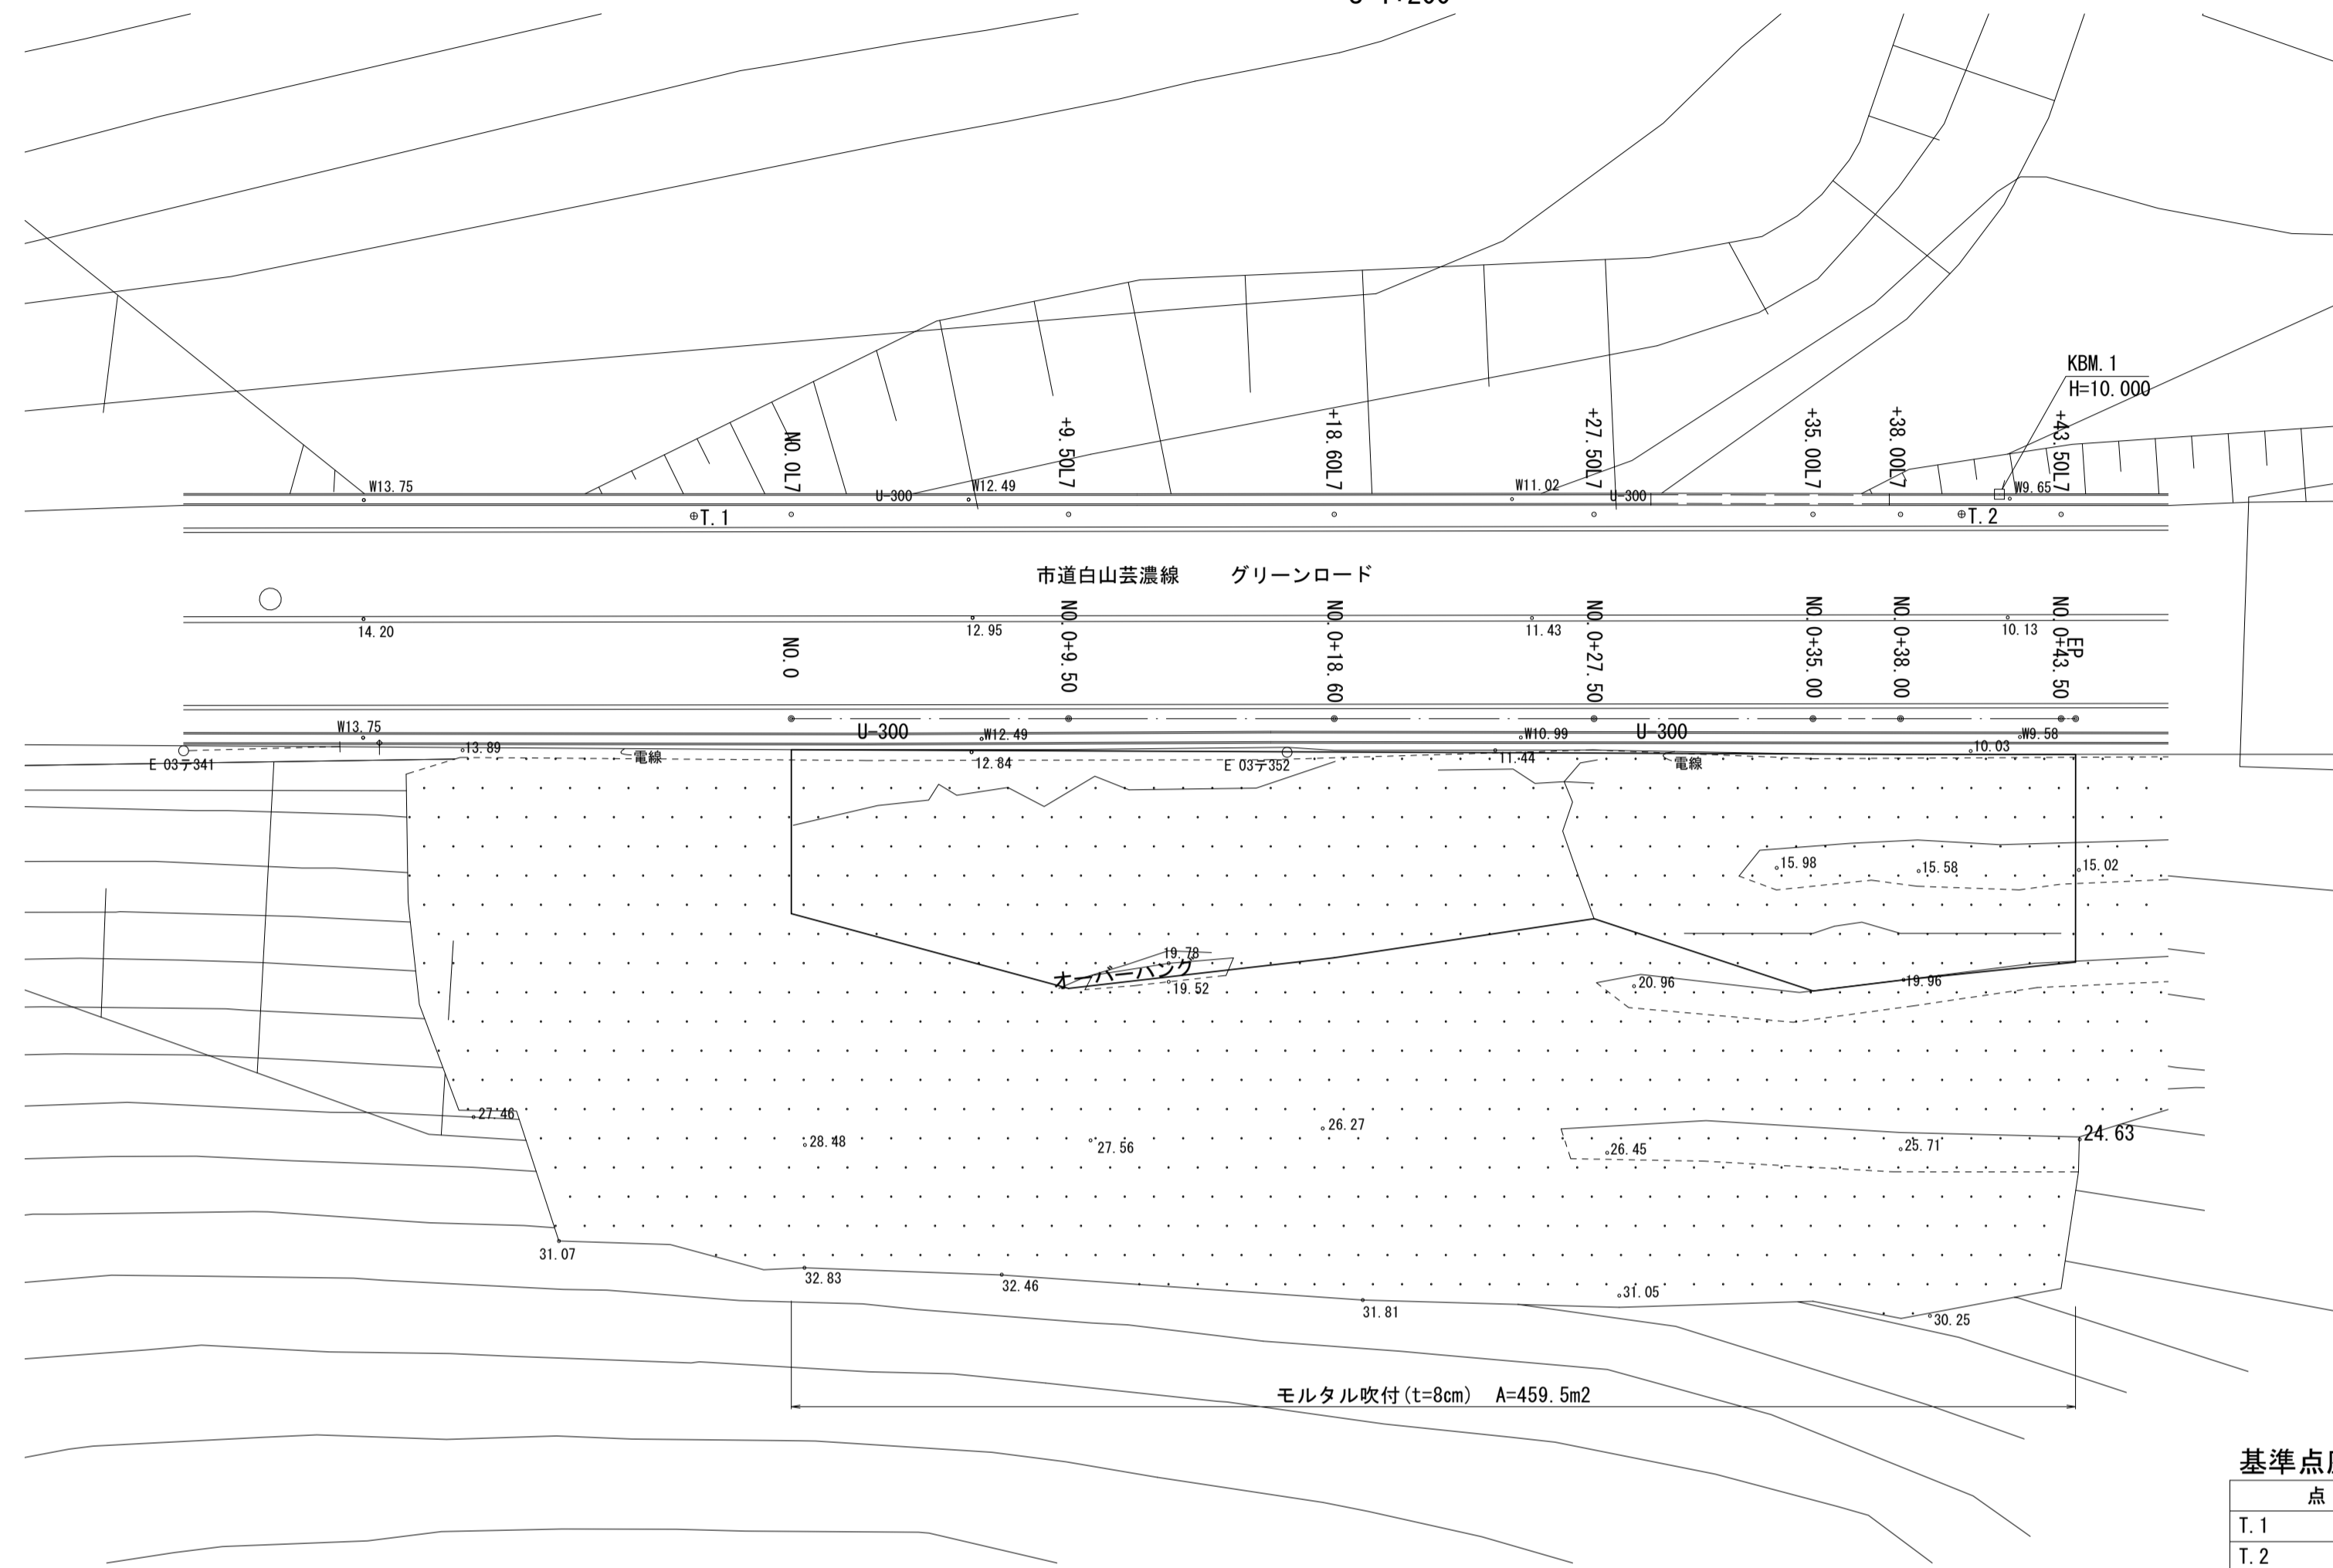 KBM.1
H=10.000
NO.0L7
+9.50L7
+18.60L7
+27.50L7
+35.00L7
+38.00L7
+43.50L7
W13.75
U-300
W12.49
W11.02
U-300
W9.65
T.1
T.2
市道白山芸濃線 グリーンロード
14.20
12.95
11.43
10.13
NO.0
NO.0+9.50
NO.0+18.60
NO.0+27.50
NO.0+35.00
NO.0+38.00
NO.0+43.50
EP
W13.75
U-300
W12.49
W10.99
U-300
W9.58
13.89
電線
12.84
11.44
電線
10.03
E 03テ341
E 03テ352
15.98
15.58
15.02
19.78
オーバーハング
19.52
20.96
19.96
27.46
28.48
27.56
26.27
26.45
25.71
24.63
31.07
32.83
32.46
31.81
31.05
30.25
モルタル吹付(t=8cm) A=459.5m2
基準点
点
T.1
T.2